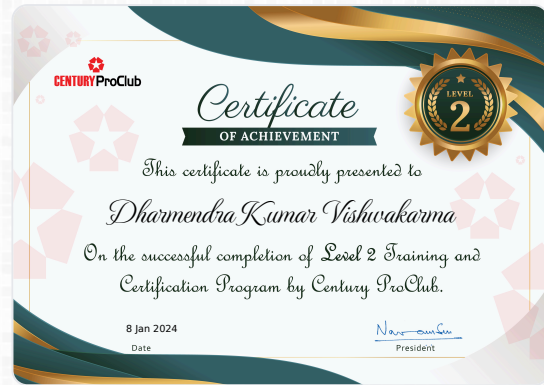 CENTURY ProClub
Certificate
OF ACHIEVEMENT
LEVEL
2
This certificate is proudly presented to
Dharmendra Kumar Vishwakarma
On the successful completion of Level 2 Training and
Certification Program by Century ProClub.
8 Jan 2024
Date
President